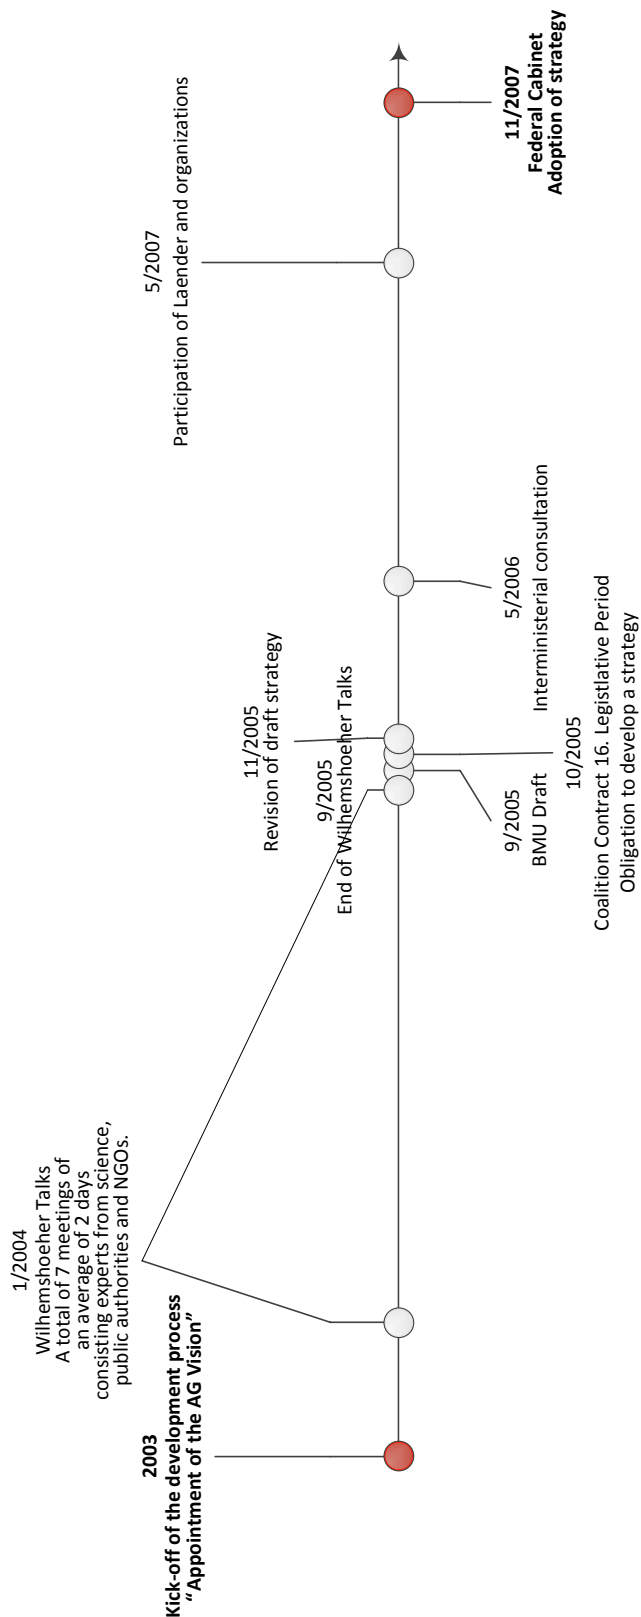 2003
Kick-off of the development process
“Appointment of the AG Vision”
1/2004
Wilhemshoeher Talks
A total of 7 meetings of
an average of 2 days
consisting experts from science,
public authorities and NGOs.
9/2005
End of Wilhemshoeher Talks
9/2005
BMU Draft
10/2005
Coalition Contract 16. Legistlative Period
Obligation to develop a strategy
11/2005
Revision of draft strategy
5/2006
Interministerial consultation
5/2007
Participation of Laender and organizations
11/2007
Federal Cabinet
Adoption of strategy